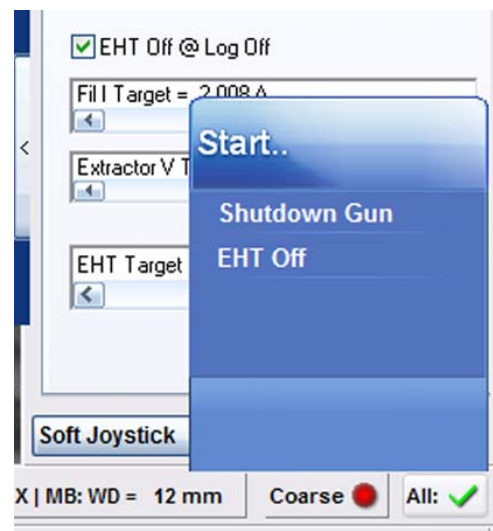 EHT Off @ Log Off
Fil I Target = 2.008 A
Start..
Extractor V T
Shutdown Gun
EHT Target
EHT Off
Soft Joystick
X | MB: WD = 12 mm
Coarse
All: